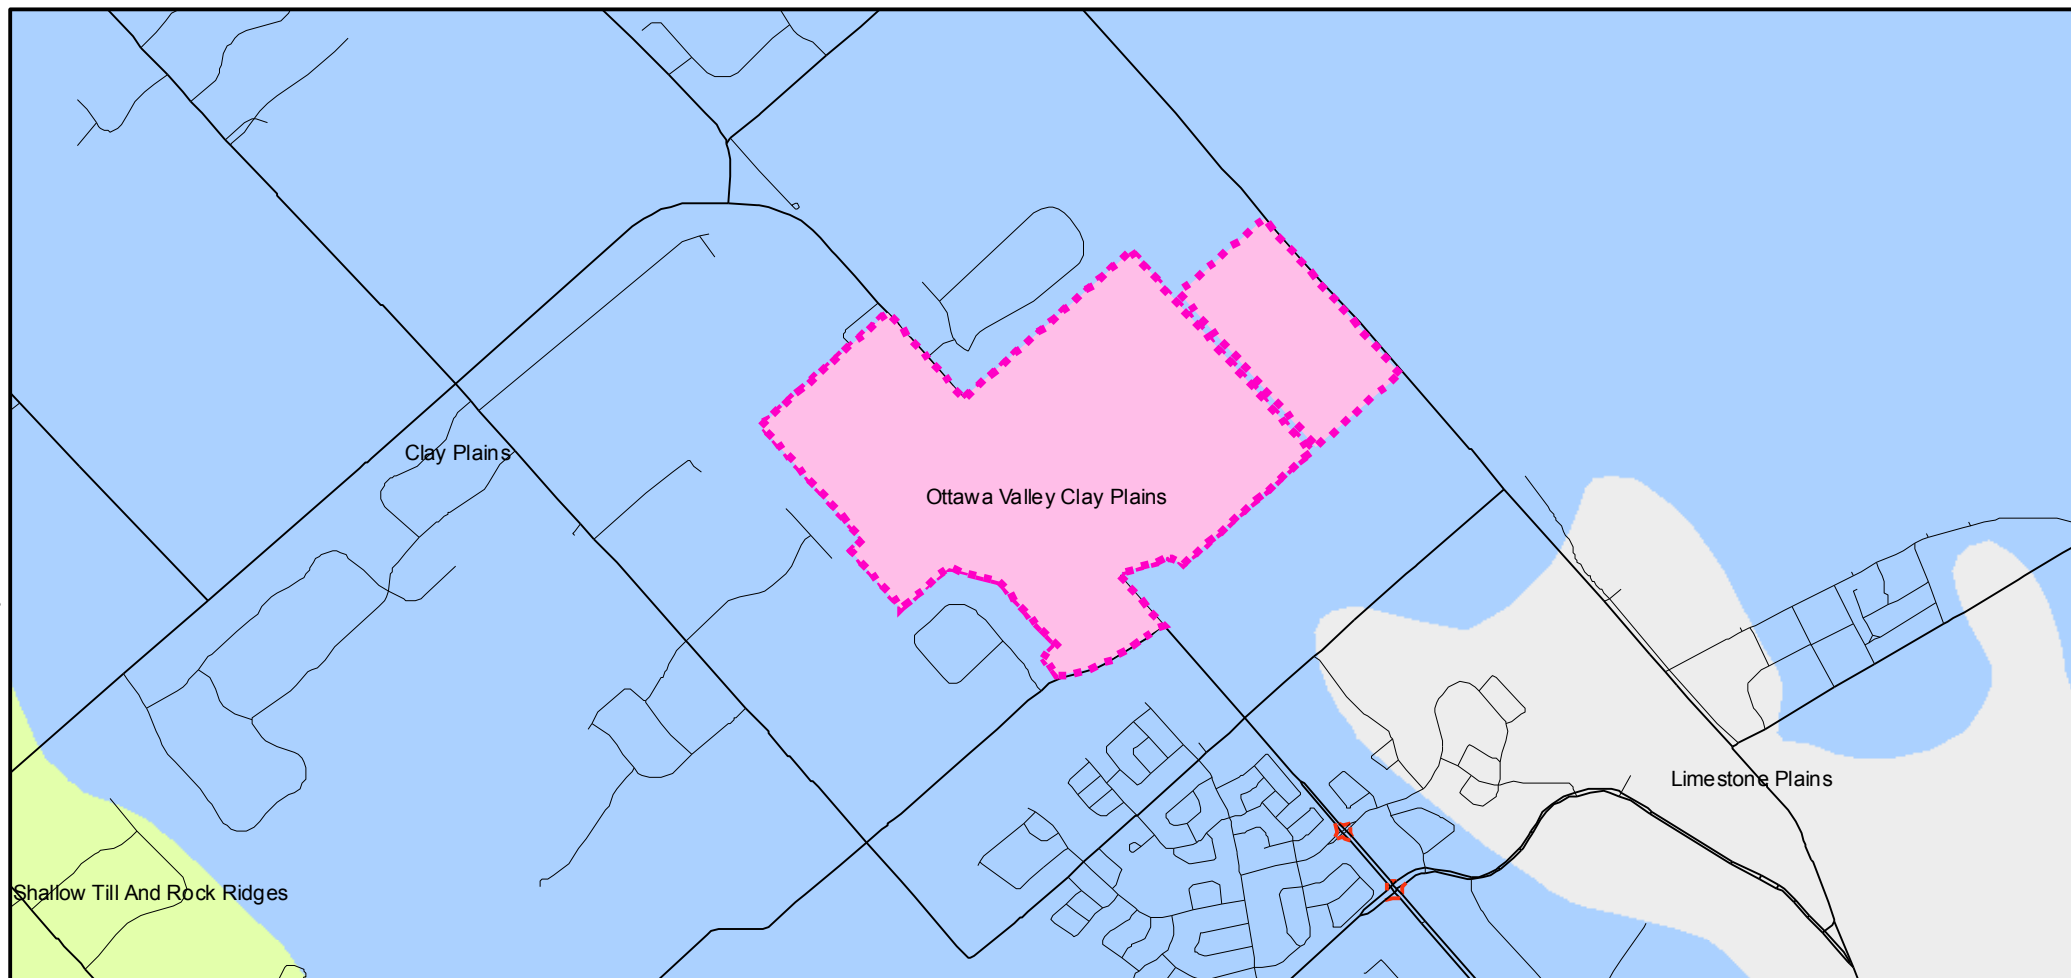 Clay Plains
Ottawa Valley Clay Plains
Limestone Plains
Shallow Till And Rock Ridges